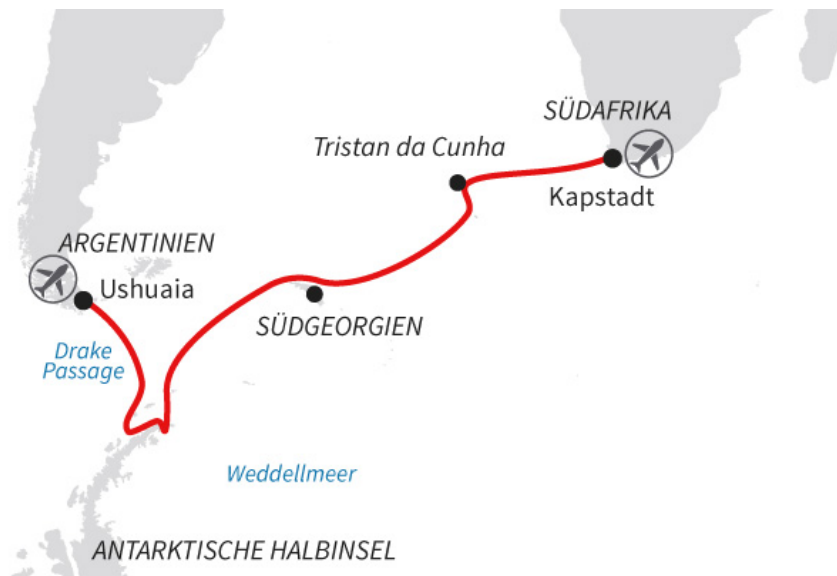 SÜDAFRIKA
Tristan da Cunha
Kapstadt
ARGENTINIEN
Ushuaia
SÜDGEORGIEN
Drake
Passage
Weddellmeer
ANTARKTISCHE HALBINSEL